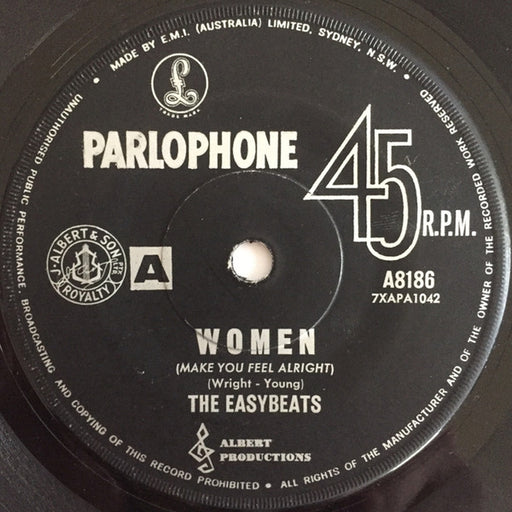 MADE BY E.M.I. (AUSTRALIA) LIMITED, SYDNEY, N.S.W. •
£
TRADE MARK
PARLOPHONE
45 R.P.M.
J. ALBERT & SON PTY LTD.
ROYALTY
A
A8186
7XAPA1042
WOMEN
(MAKE YOU FEEL ALRIGHT)
(Wright - Young)
THE EASYBEATS
ALBERT
PRODUCTIONS
UNAUTHORISED PUBLIC PERFORMANCE, BROADCASTING AND COPYING OF THIS RECORD PROHIBITED • ALL RIGHTS OF THE MANUFACTURER AND OF THE OWNER OF THE RECORDED WORK RESERVED